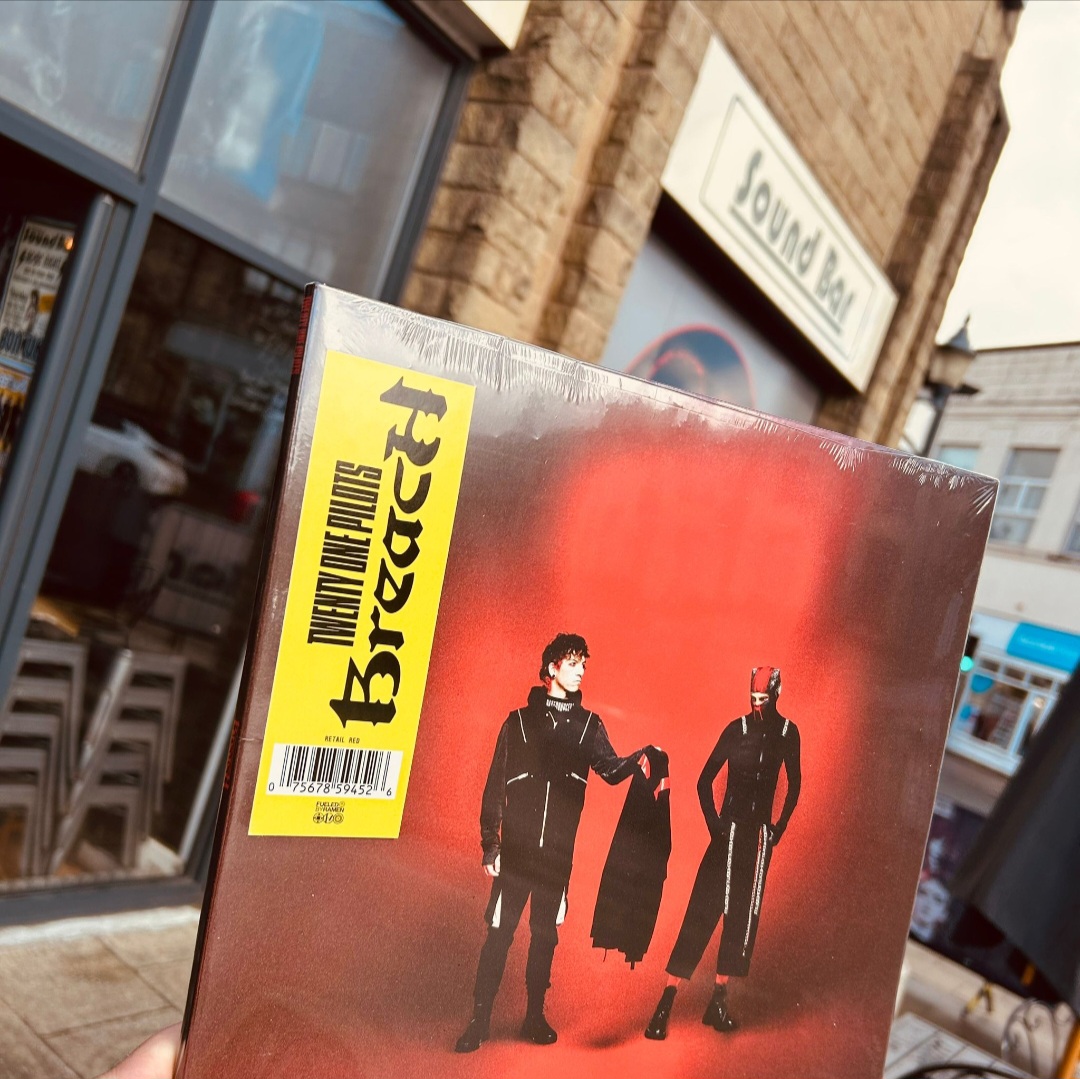 Sound Bar
TWENTY ONE PILOTS
Breach
RETAIL RED
0 75678 59452 6
FUELED
BY RAMEN